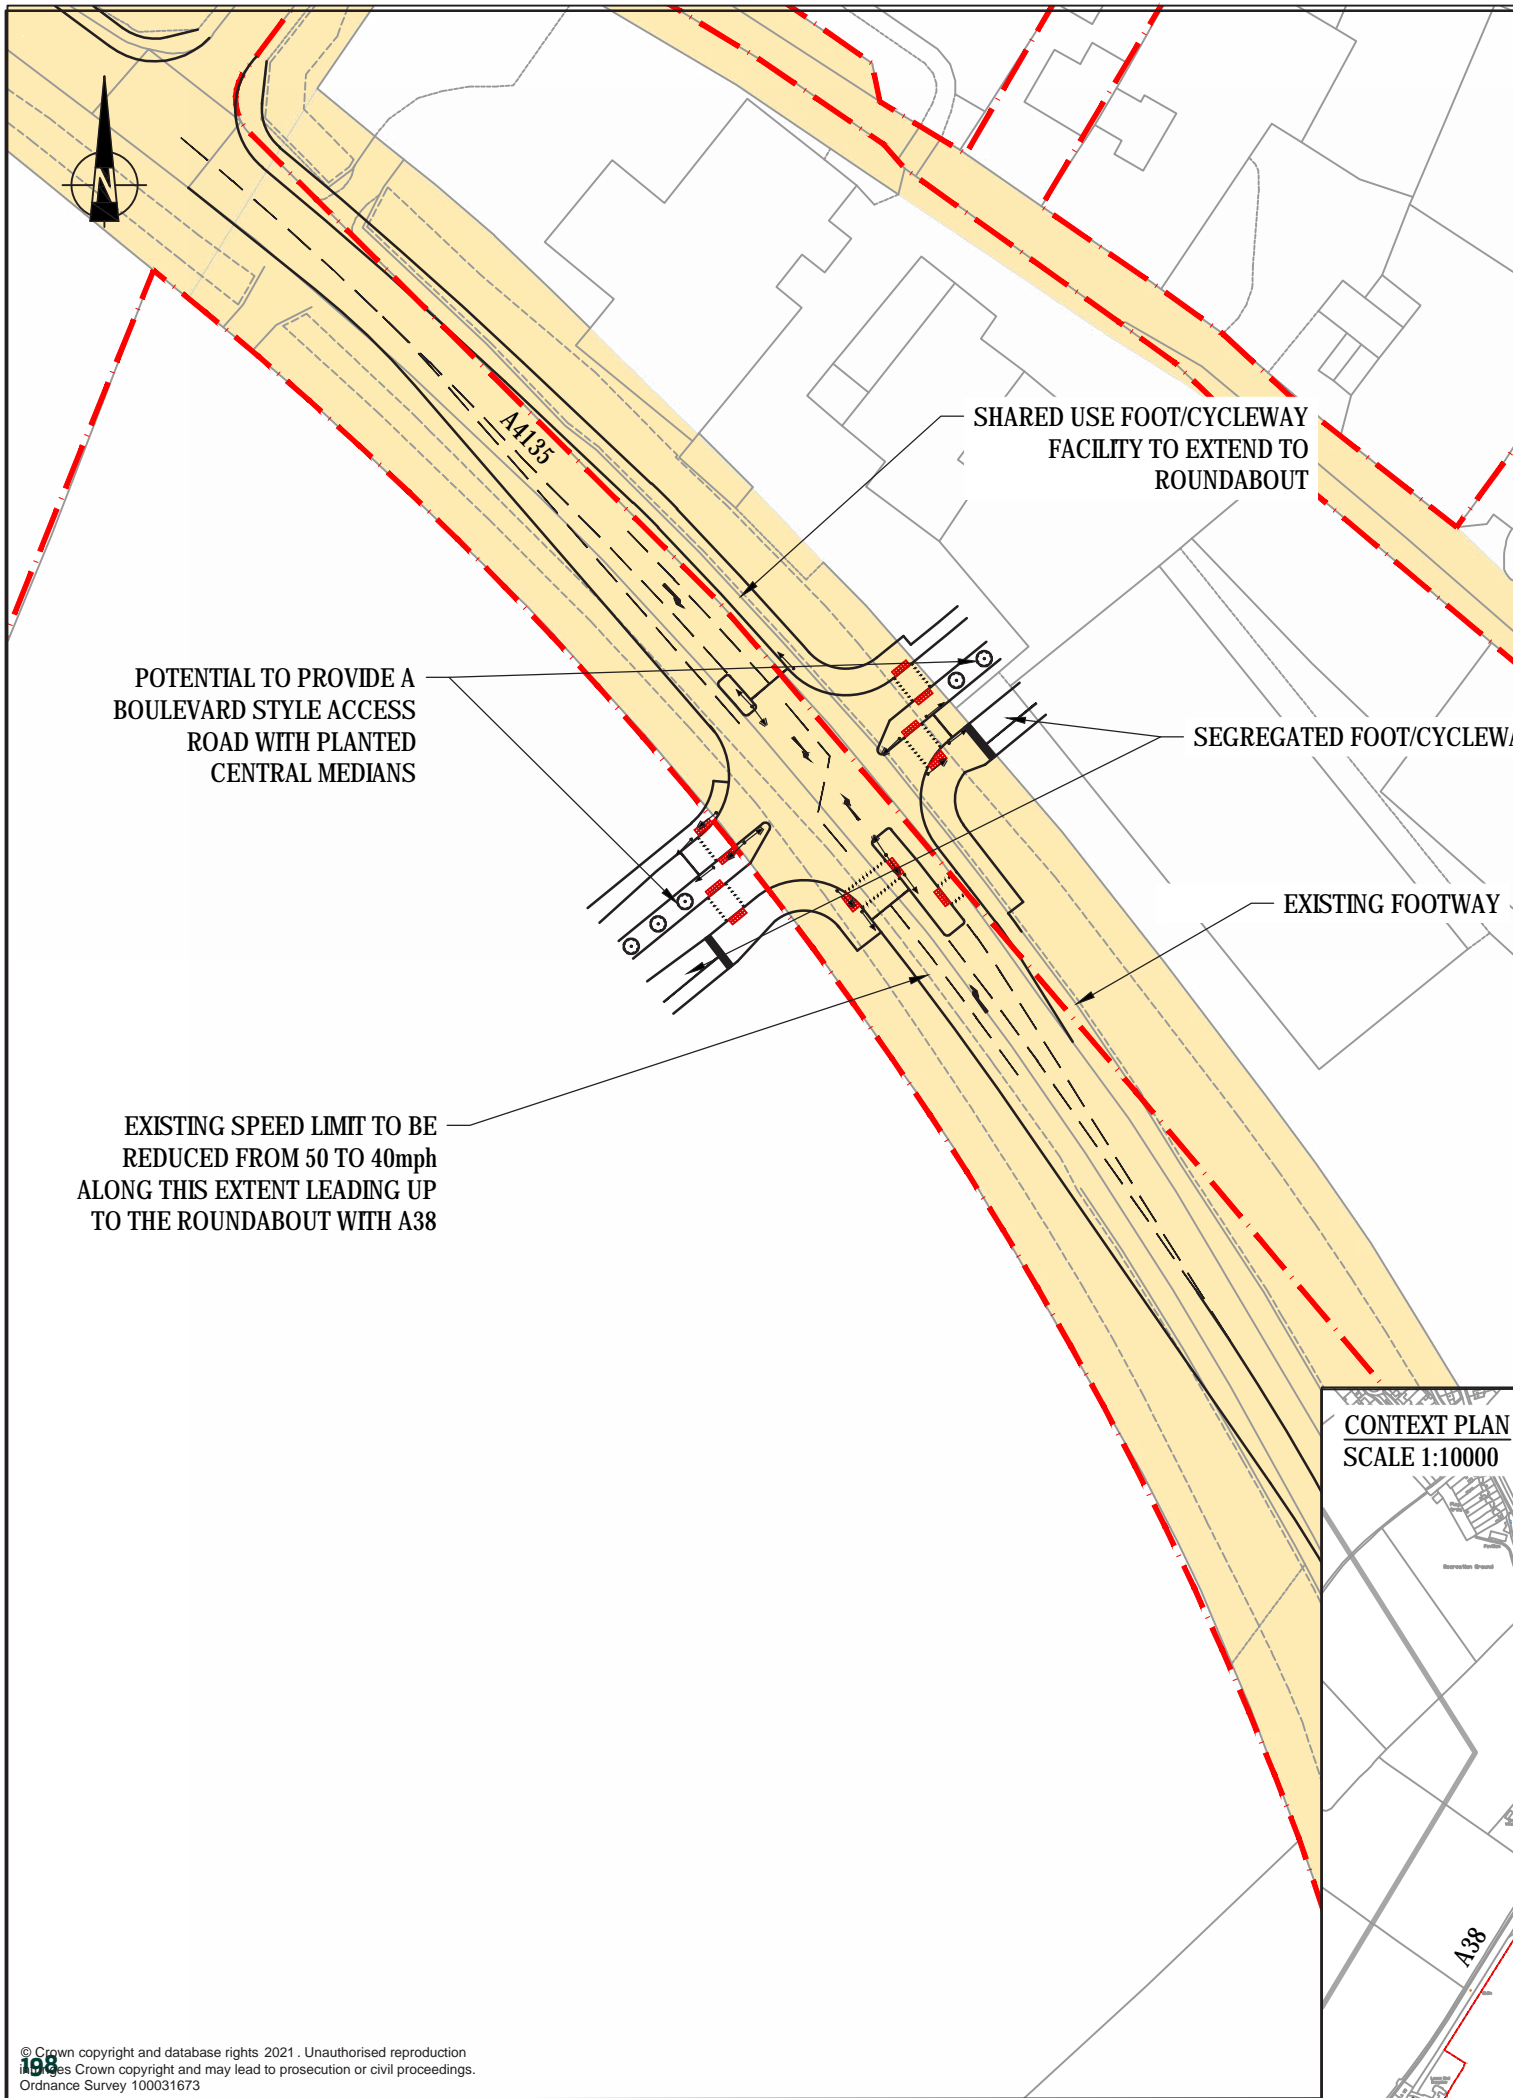 N
A4135
SHARED USE FOOT/CYCLEWAY
FACILITY TO EXTEND TO
ROUNDABOUT
POTENTIAL TO PROVIDE A
BOULEVARD STYLE ACCESS
ROAD WITH PLANTED
CENTRAL MEDIANS
SEGREGATED FOOT/CYCLEWA
EXISTING FOOTWAY
EXISTING SPEED LIMIT TO BE
REDUCED FROM 50 TO 40mph
ALONG THIS EXTENT LEADING UP
TO THE ROUNDABOUT WITH A38
CONTEXT PLAN
SCALE 1:10000
Pavilion
Recreation Ground
A38
© Crown copyright and database rights 2021. Unauthorised reproduction
infringes Crown copyright and may lead to prosecution or civil proceedings.
Ordnance Survey 100031673
198